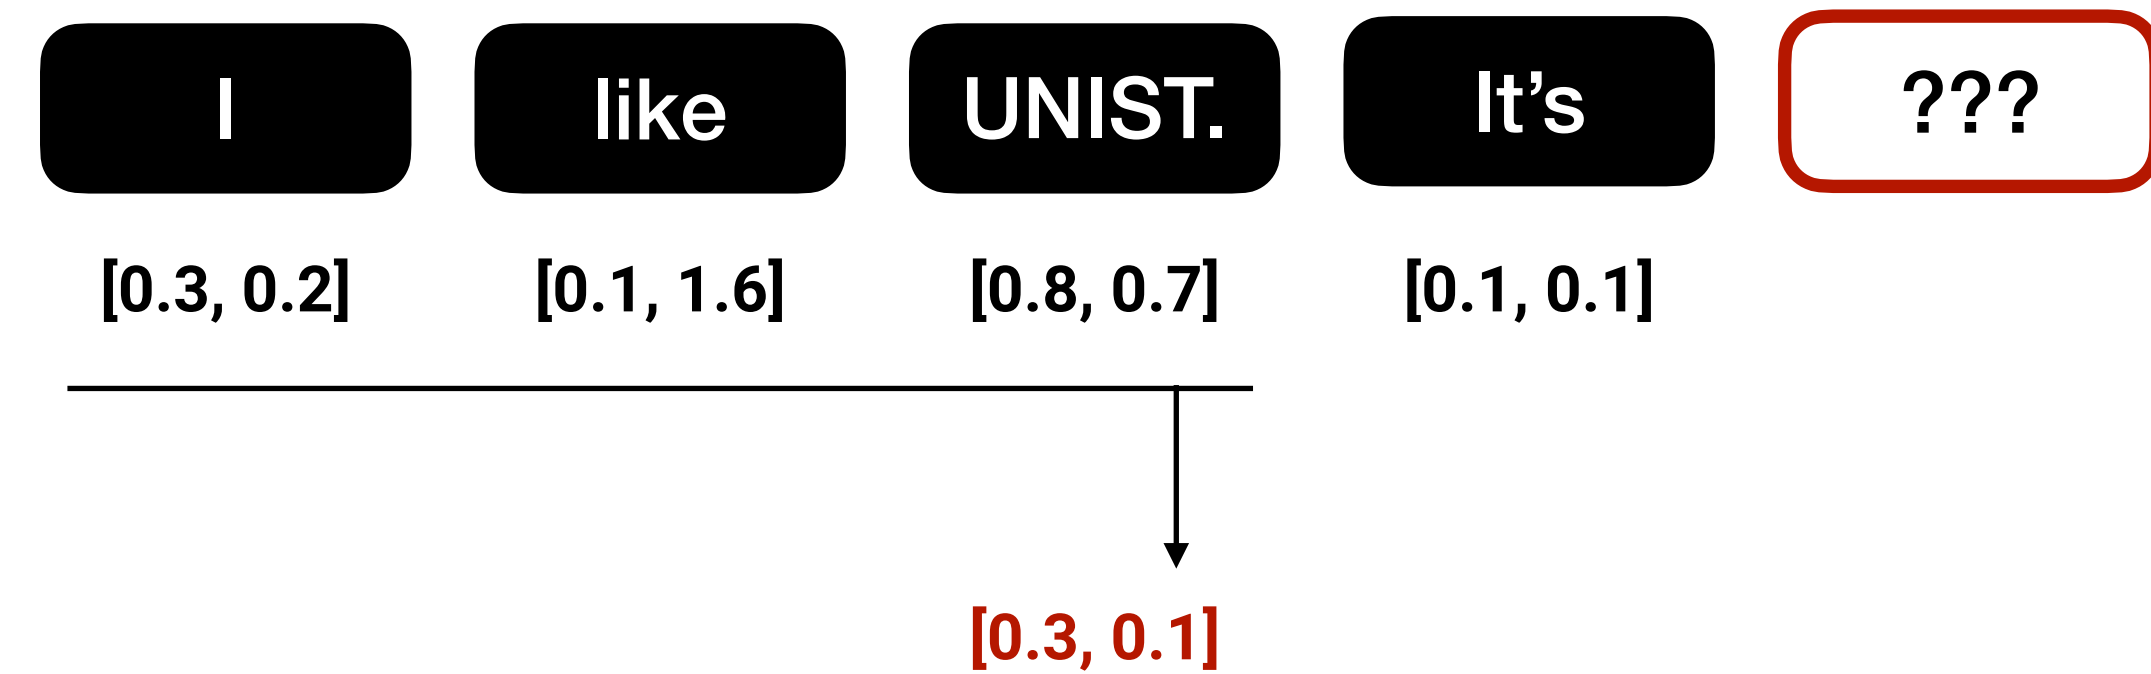 I like UNIST. It’s ???
[0.3, 0.2] [0.1, 1.6] [0.8, 0.7] [0.1, 0.1]
[0.3, 0.1]